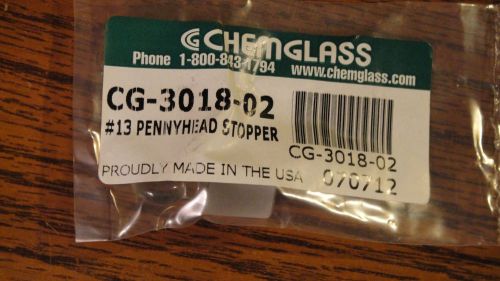 CHEMGLASS
Phone 1-800-843-1794 www.chemglass.com
CG-3018-02
#13 PENNYHEAD STOPPER
CG-3018-02
PROUDLY MADE IN THE USA 070712